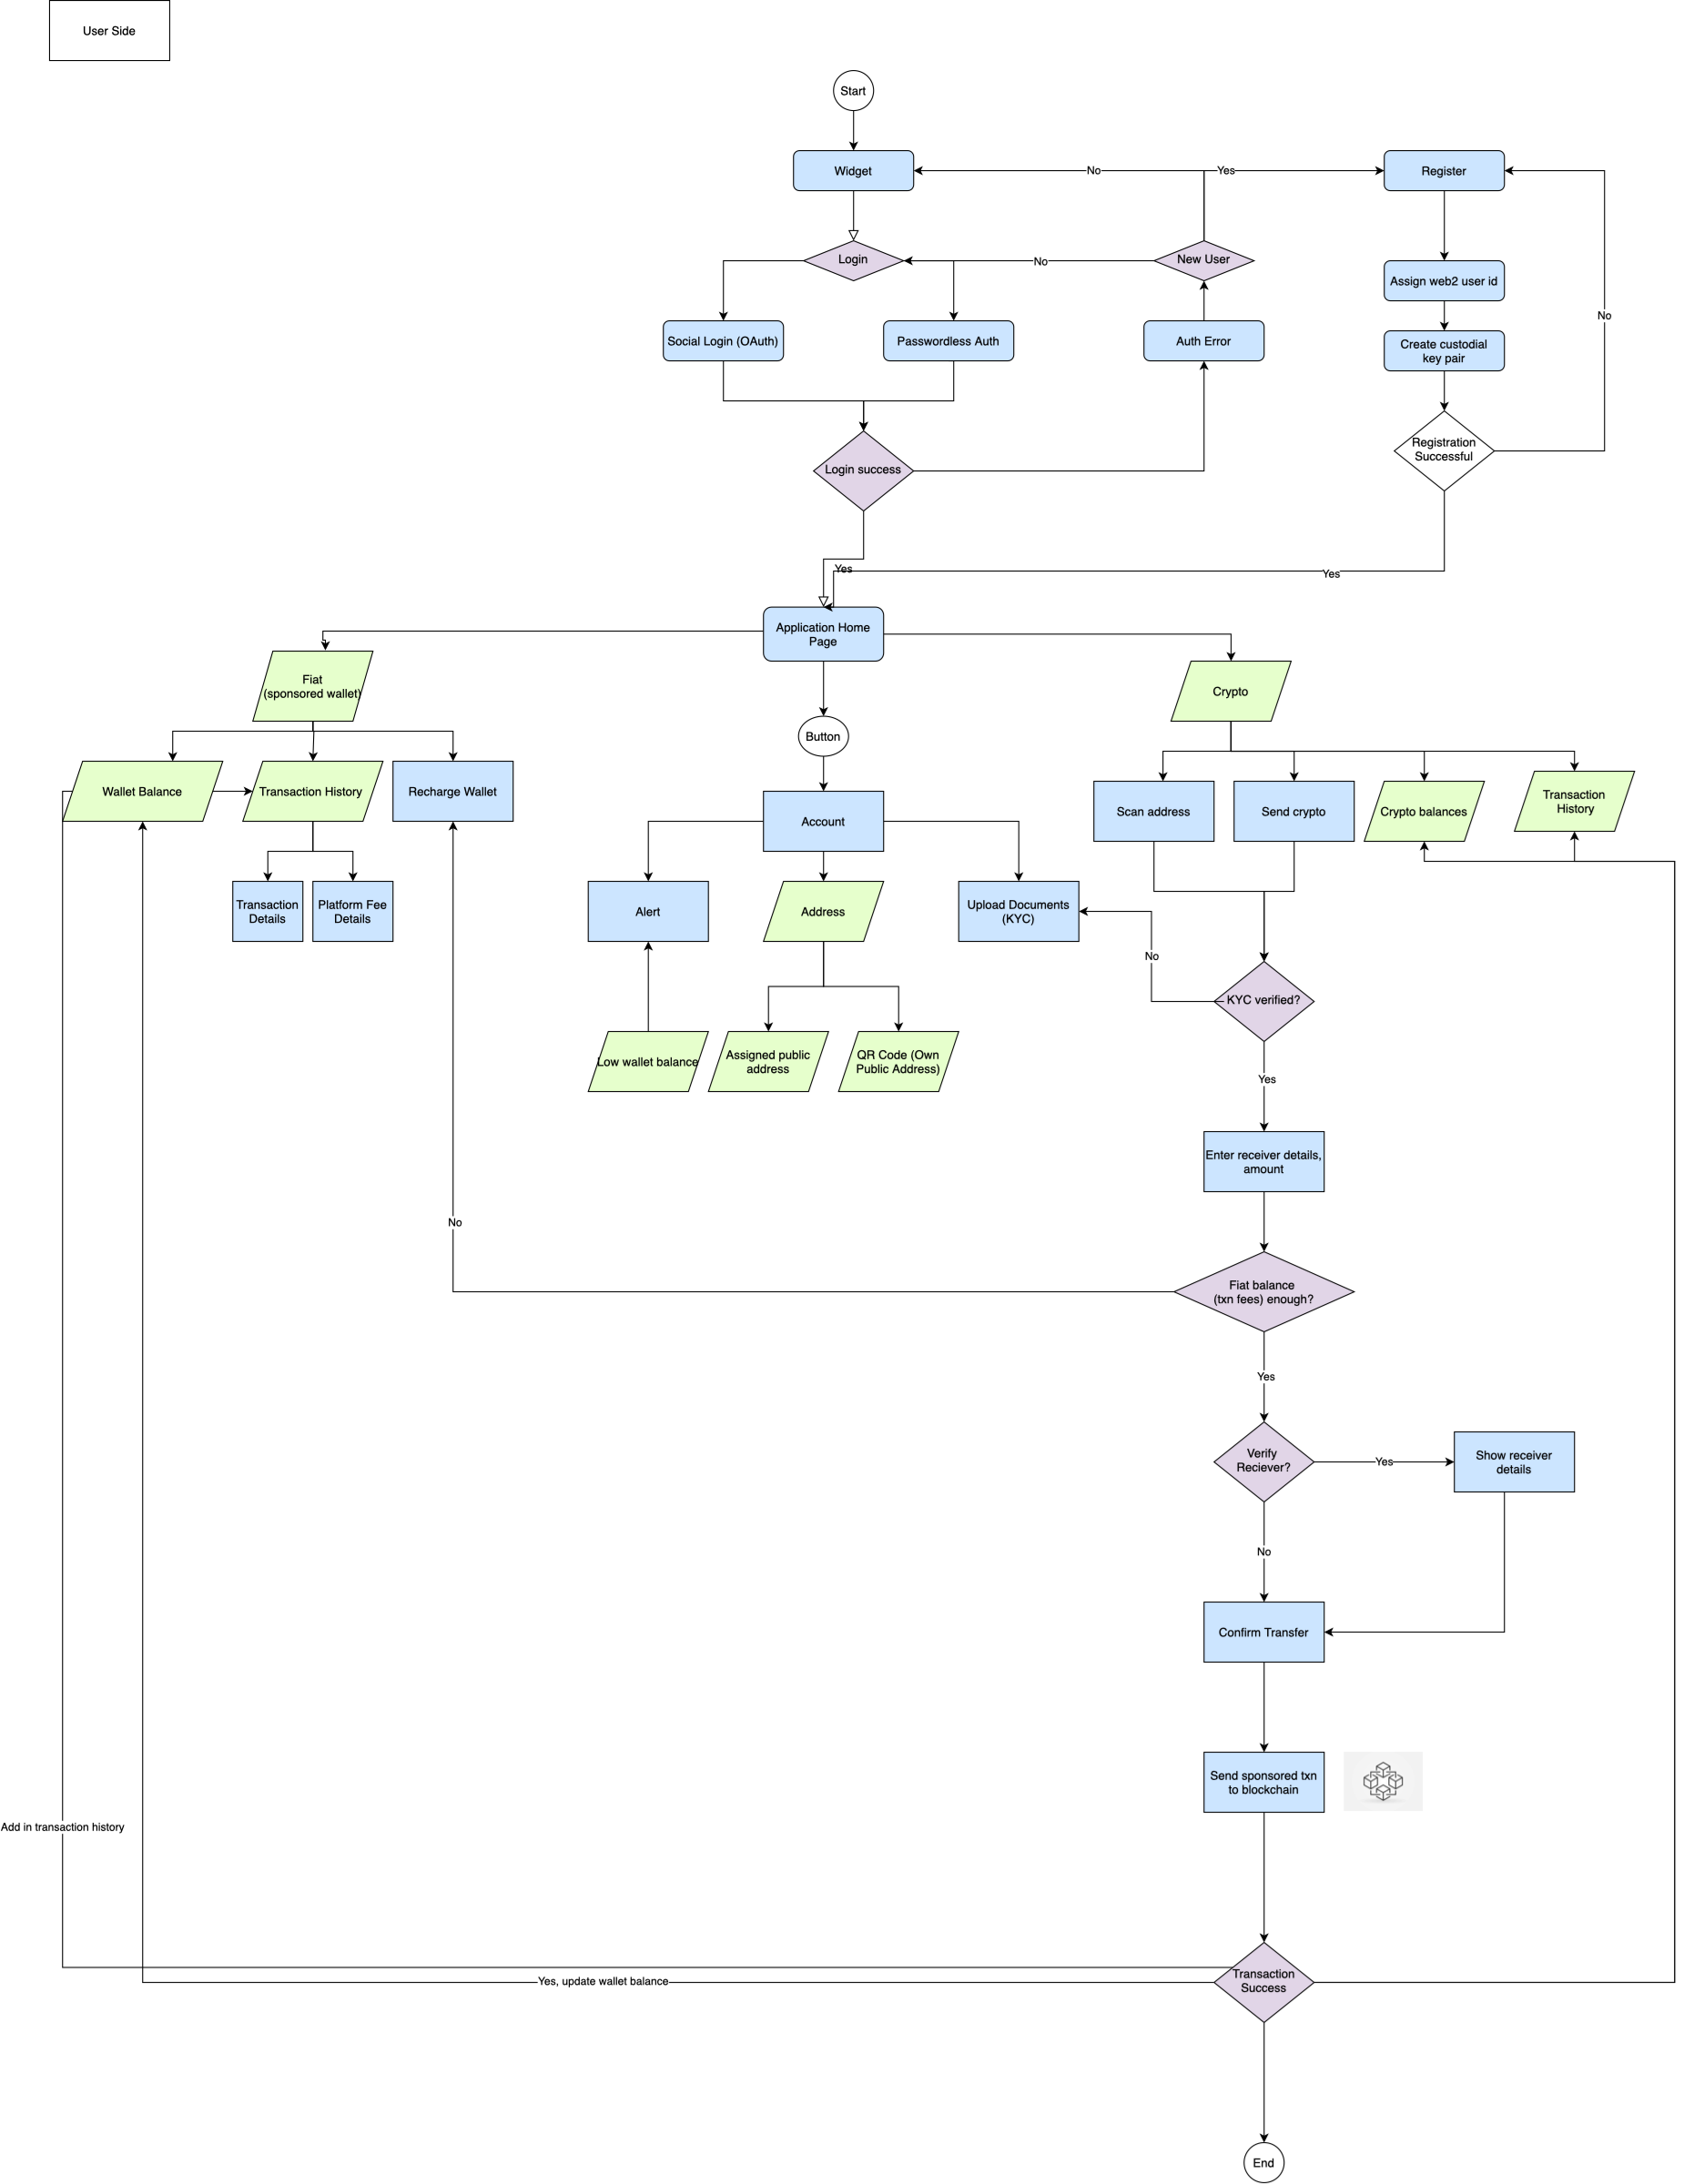 User Side
Start
Widget
No
Yes
Register
Login
No
New User
Assign web2 user id
Social Login (OAuth)
Passwordless Auth
Auth Error
No
Create custodial
key pair
Registration
Successful
Login success
Yes
Yes
Application Home
Page
Fiat
(sponsored wallet)
Crypto
Button
Wallet Balance
Transaction History
Recharge Wallet
Account
Scan address
Send crypto
Crypto balances
Transaction
History
Transaction
Details
Platform Fee
Details
Alert
Address
Upload Documents
(KYC)
No
KYC verified?
Low wallet balance
Assigned public
address
QR Code (Own
Public Address)
Yes
Enter receiver details,
amount
No
Fiat balance
(txn fees) enough?
Yes
Verify
Reciever?
Yes
Show receiver
details
No
Confirm Transfer
Send sponsored txn
to blockchain
Add in transaction history
Yes, update wallet balance
Transaction
Success
End